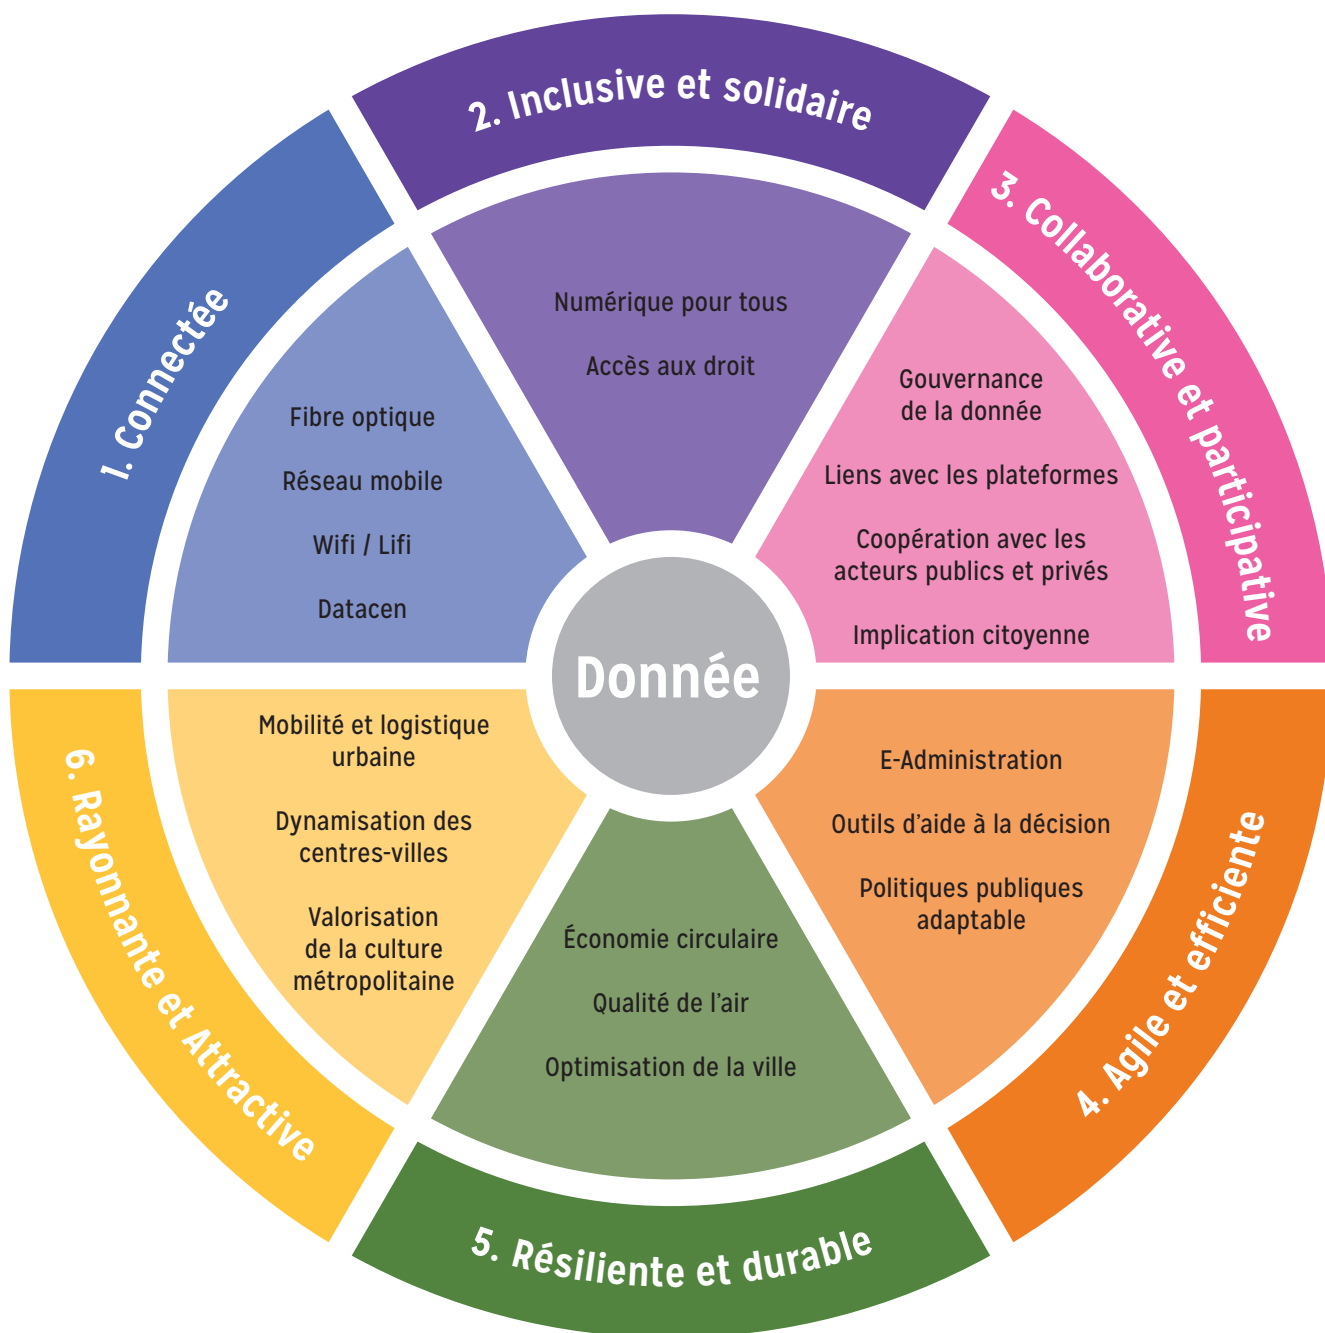 1. Connectée
Fibre optique
Réseau mobile
Wifi / Lifi
Datacen
2. Inclusive et solidaire
Numérique pour tous
Accès aux droit
3. Collaborative et participative
Gouvernance
de la donnée
Liens avec les plateformes
Coopération avec les
acteurs publics et privés
Implication citoyenne
4. Agile et efficiente
E-Administration
Outils d’aide à la décision
Politiques publiques
adaptable
5. Résiliente et durable
Économie circulaire
Qualité de l’air
Optimisation de la ville
6. Rayonnante et Attractive
Mobilité et logistique
urbaine
Dynamisation des
centres-villes
Valorisation
de la culture
métropolitaine
Donnée